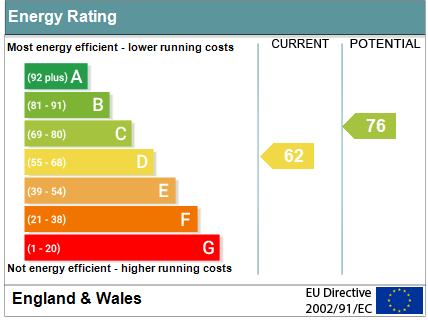 Energy Rating
Most energy efficient - lower running costs
CURRENT
POTENTIAL
(92 plus) A
(81 - 91) B
(69 - 80) C
(55 - 68) D
(39 - 54) E
(21 - 38) F
(1 - 20) G
62
76
Not energy efficient - higher running costs
England & Wales
EU Directive
2002/91/EC